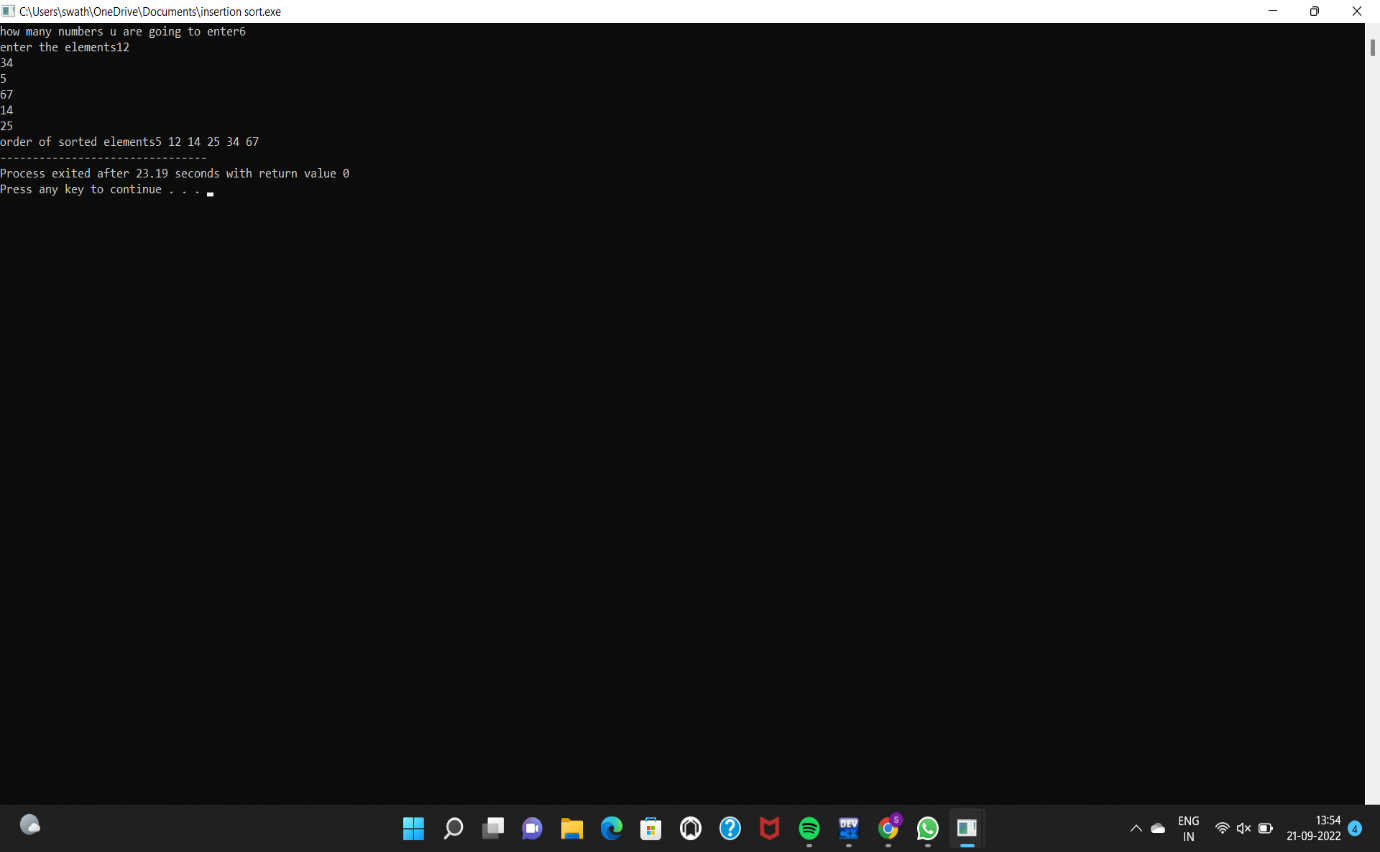 C:\Users\swath\OneDrive\Documents\insertion sort.exe
how many numbers u are going to enter6
enter the elements12
34
5
67
14
25
order of sorted elements5 12 14 25 34 67
--------------------------------
Process exited after 23.19 seconds with return value 0
Press any key to continue . . .
DEV
S
ENG
IN
13:54
21-09-2022
4